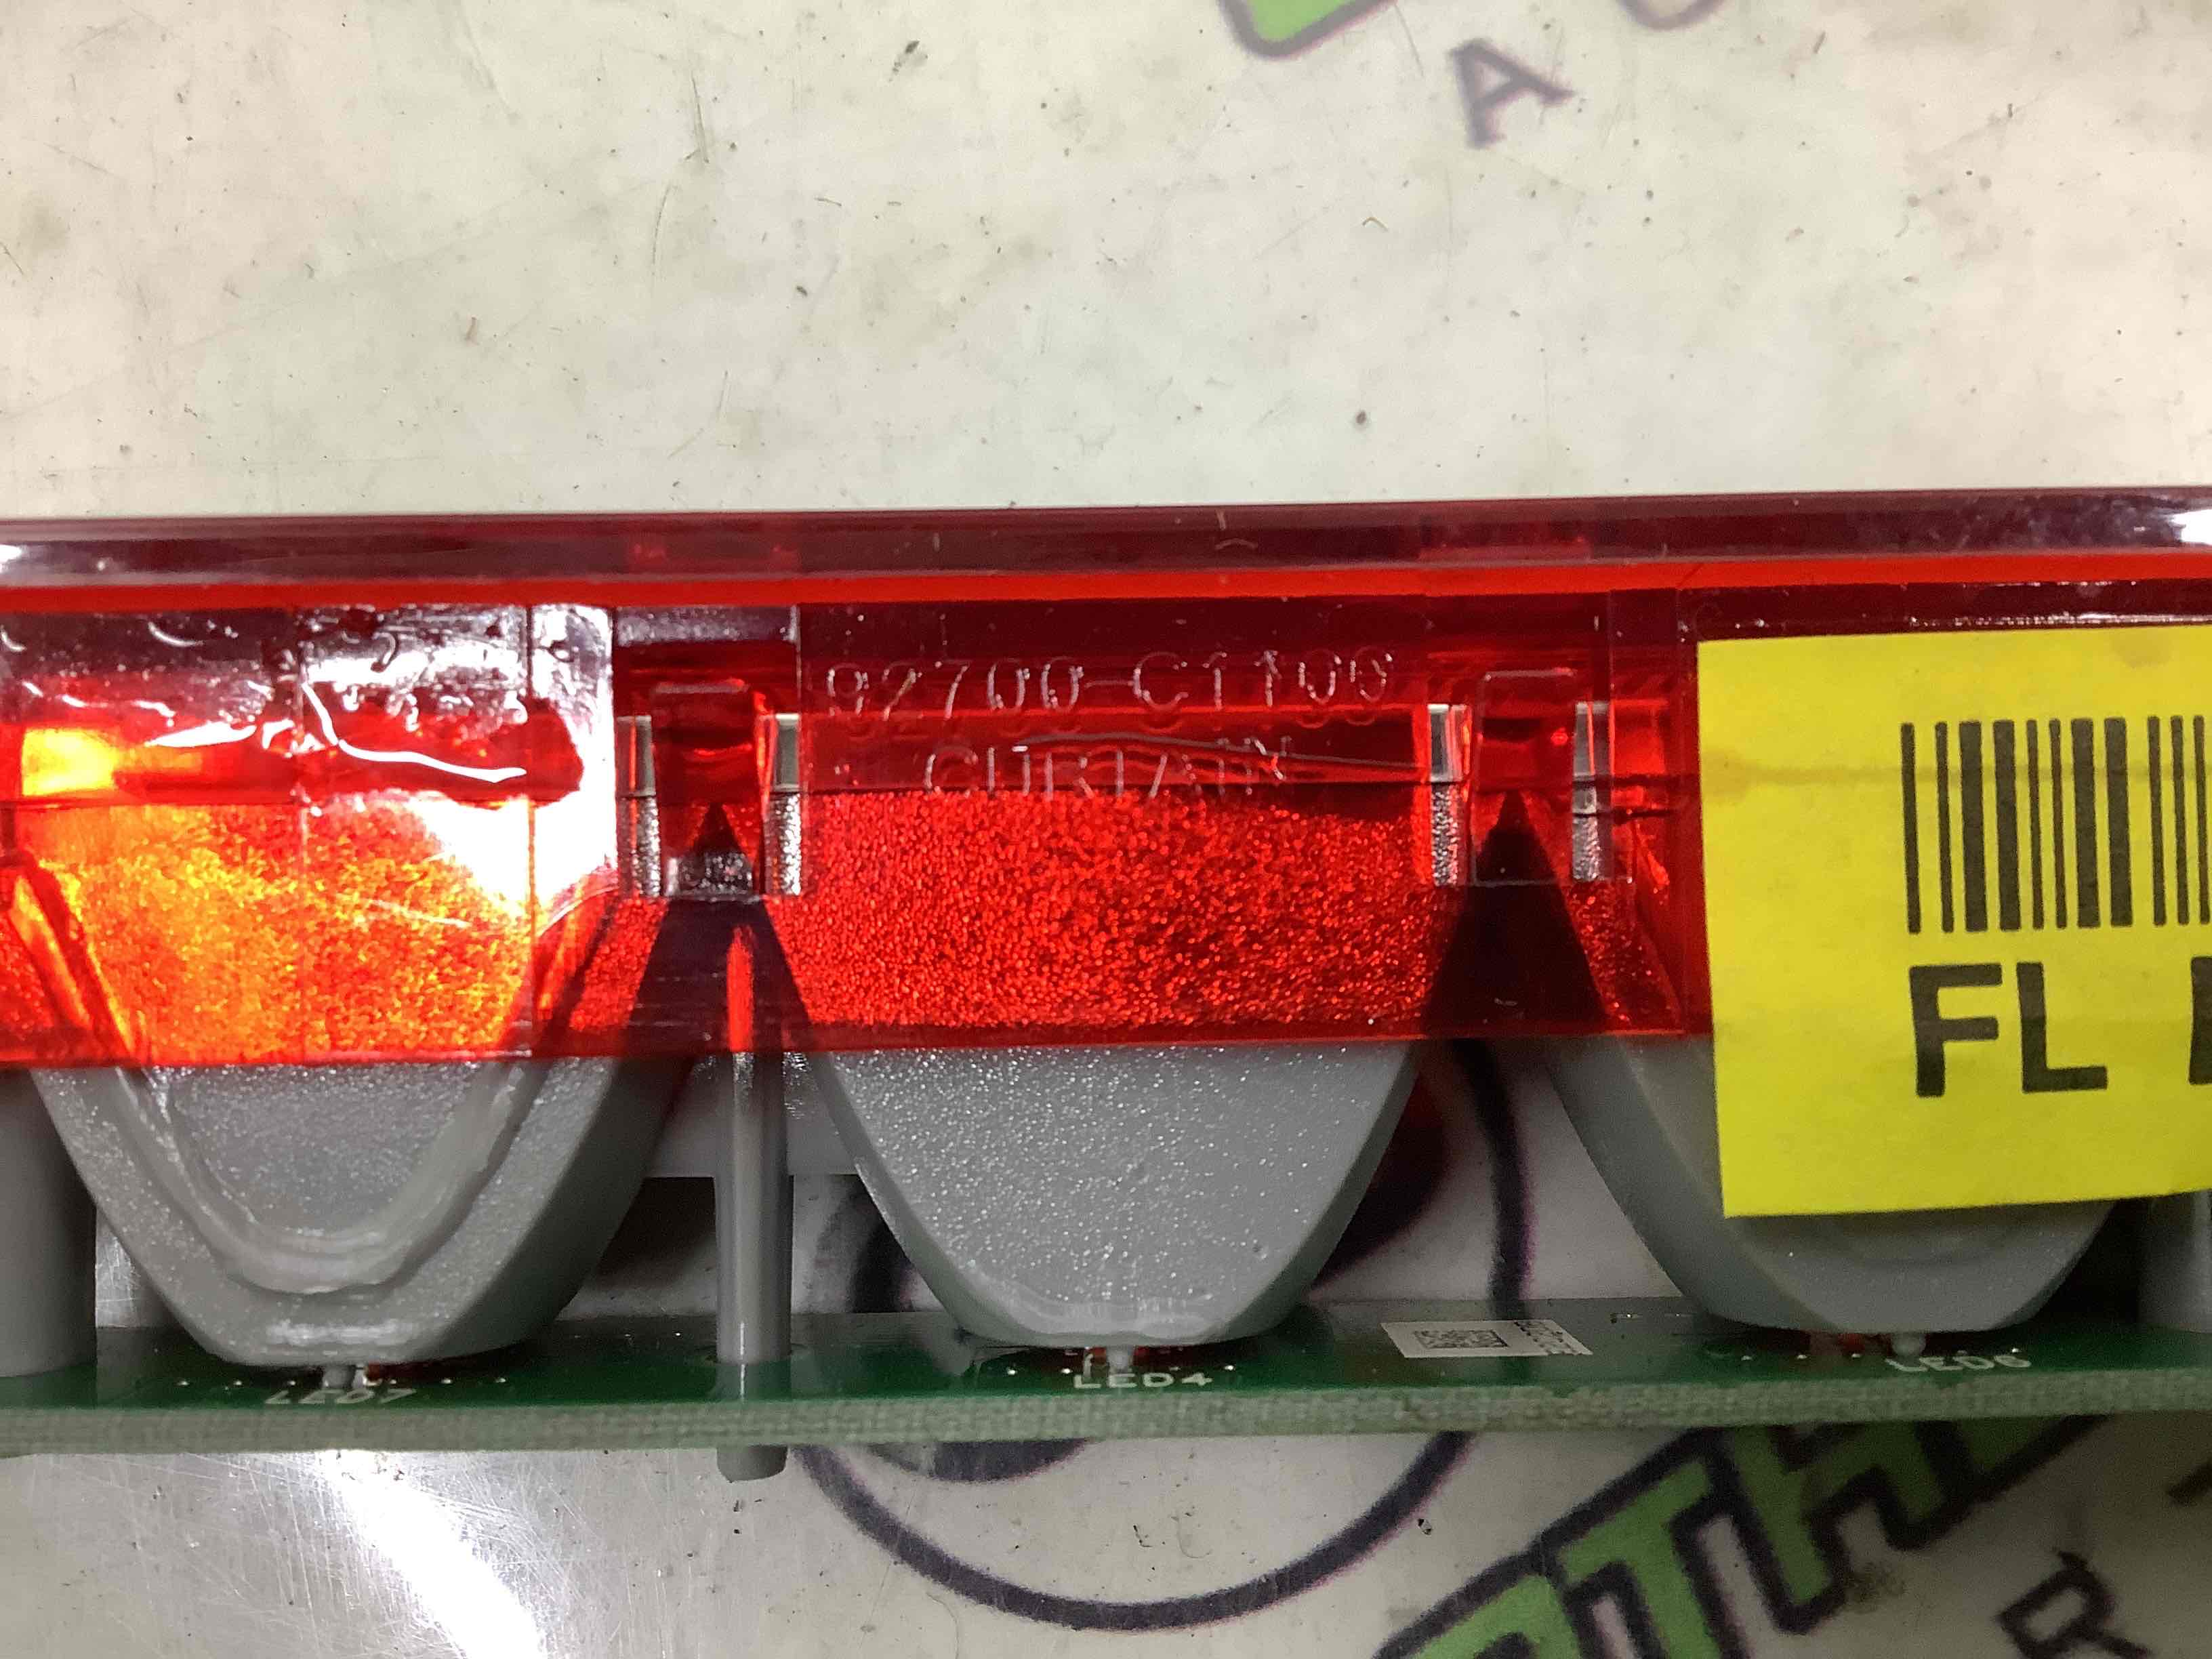 A
92700-C1100
CURTAIN
FL
LED7
LED4
LED6
R